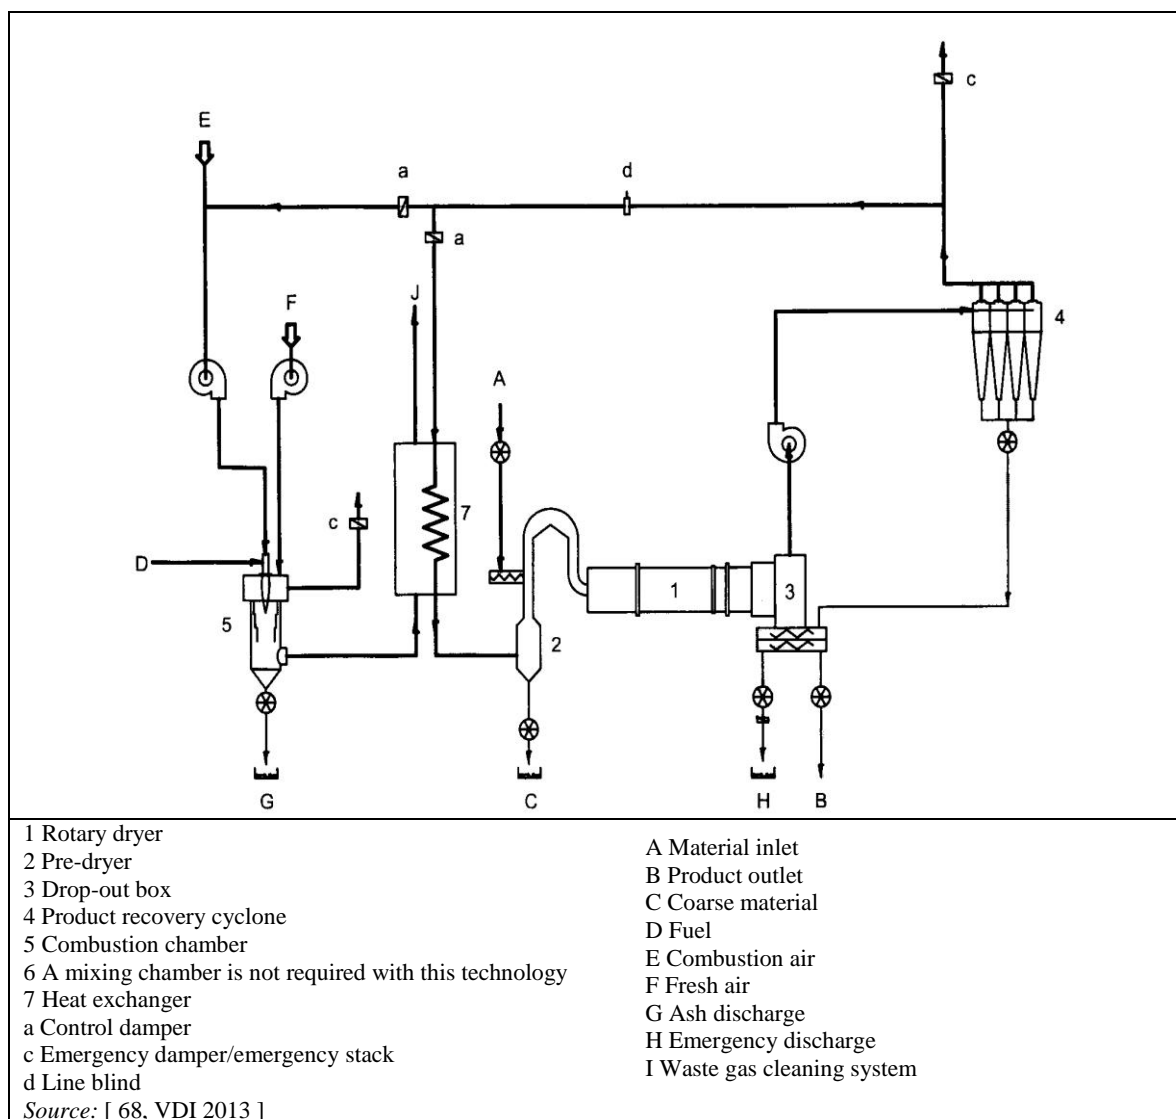 c
E
a
d
a
J
F
4
A
7
c
D
1
3
5
2
G
C
H
B
1 Rotary dryer
2 Pre-dryer
3 Drop-out box
4 Product recovery cyclone
5 Combustion chamber
6 A mixing chamber is not required with this technology
7 Heat exchanger
a Control damper
c Emergency damper/emergency stack
d Line blind
Source: [ 68, VDI 2013 ]
A Material inlet
B Product outlet
C Coarse material
D Fuel
E Combustion air
F Fresh air
G Ash discharge
H Emergency discharge
I Waste gas cleaning system